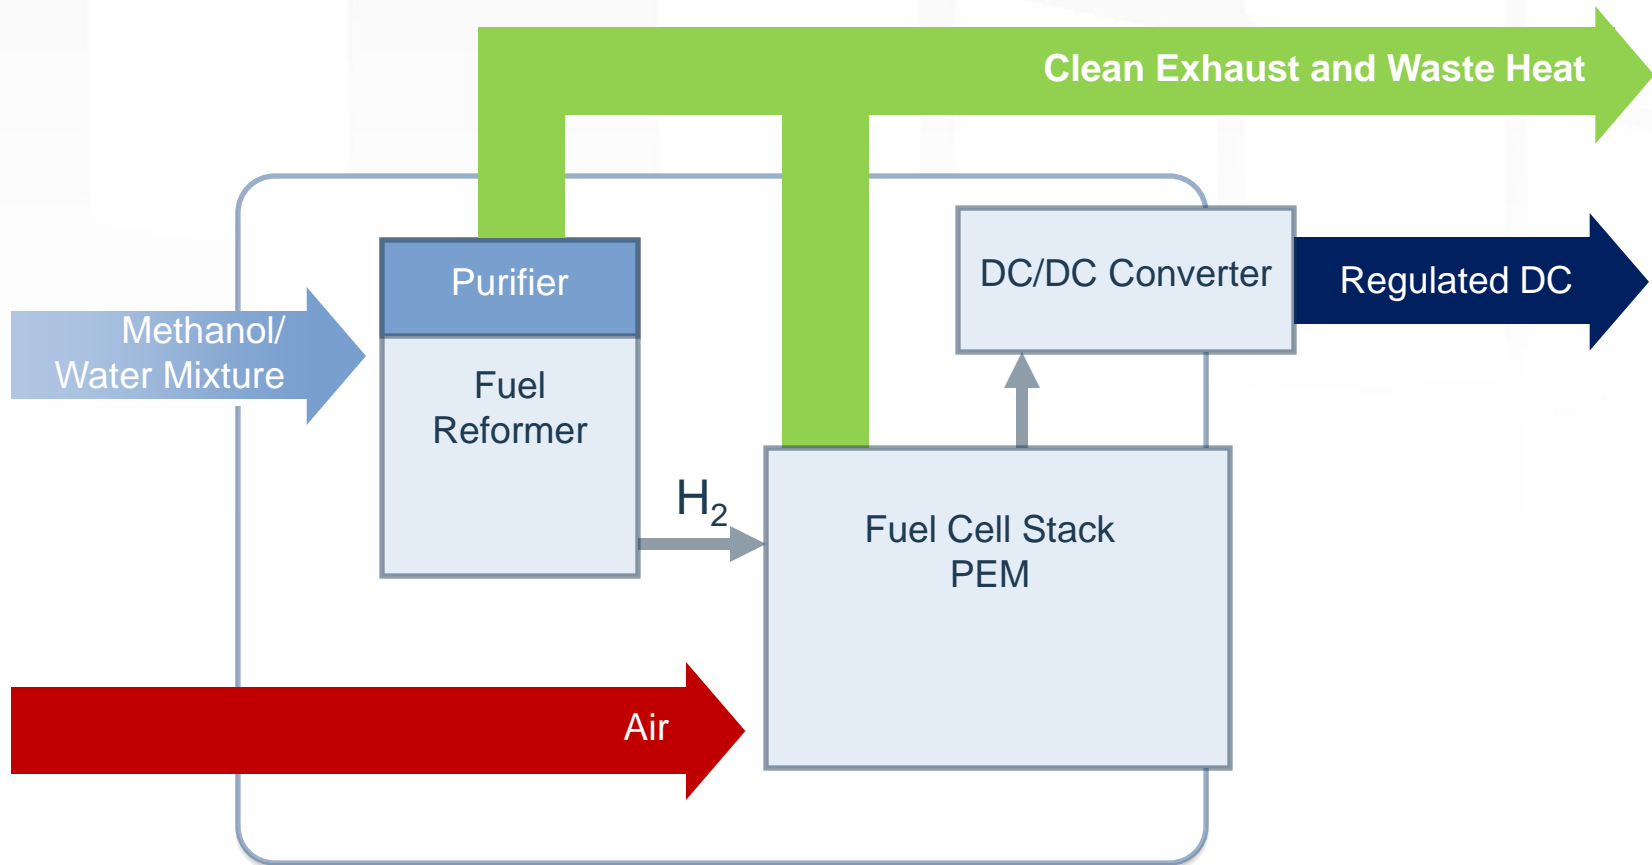 Clean Exhaust and Waste Heat
Purifier
DC/DC Converter
Regulated DC
Methanol/
Water Mixture
Fuel
Reformer
H₂
Fuel Cell Stack
PEM
Air